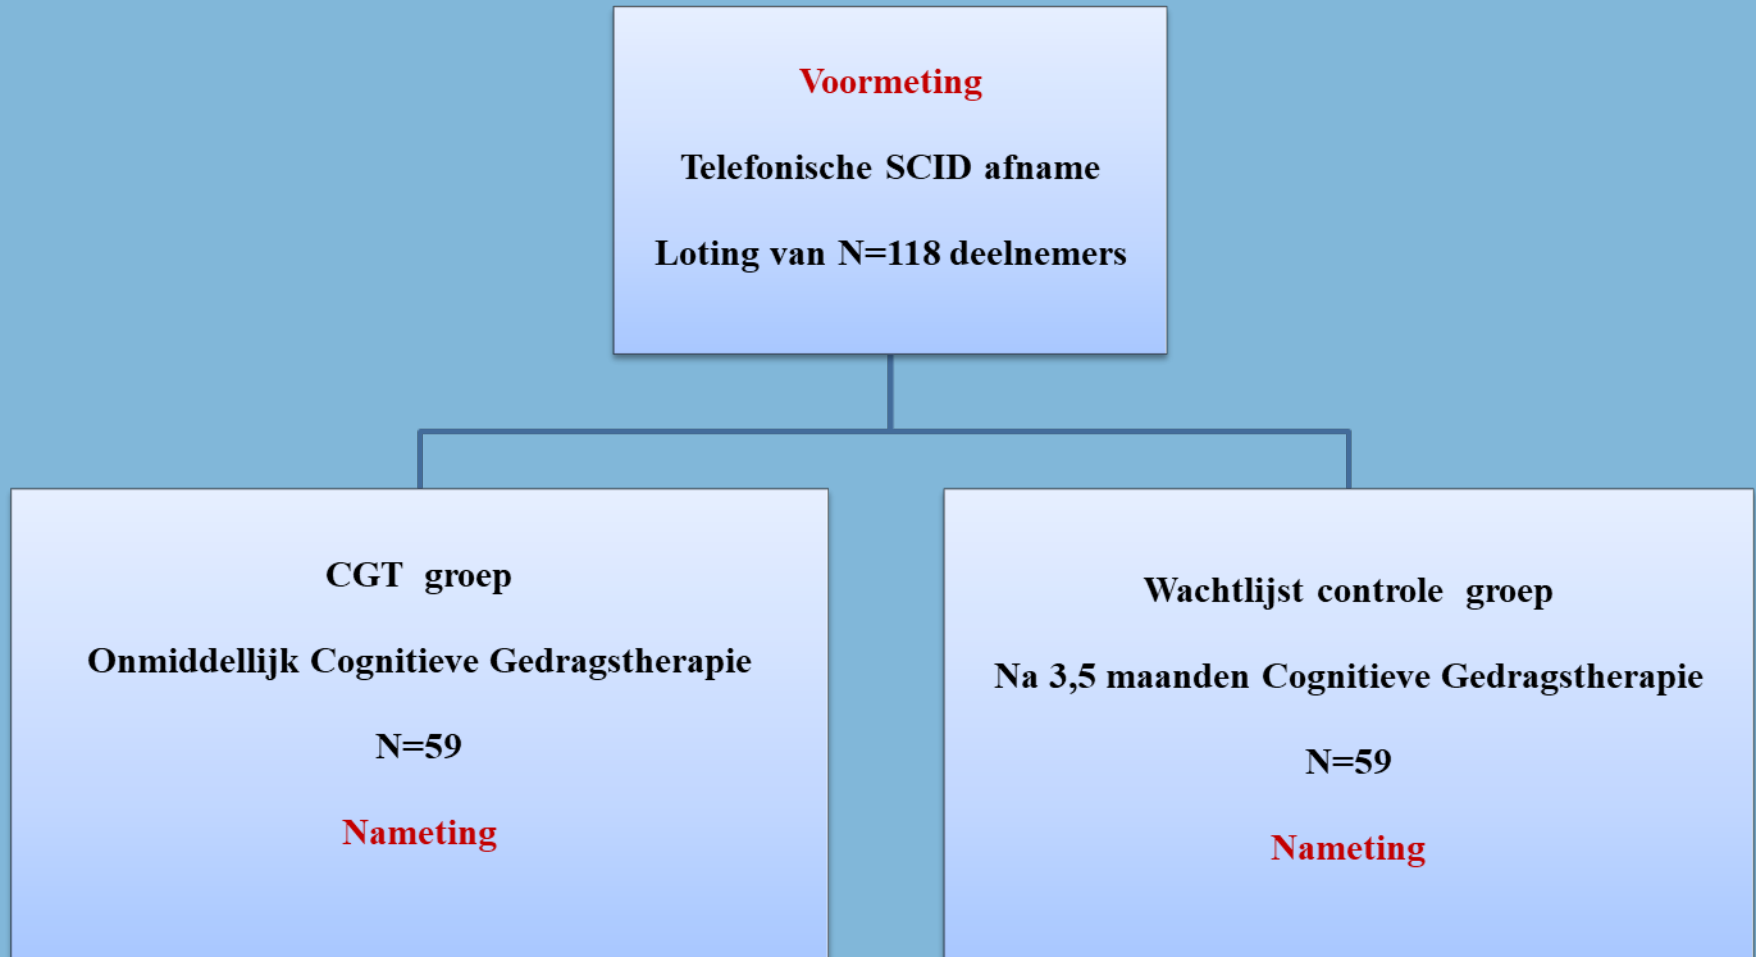 Voormeting
Telefonische SCID afname
Loting van N=118 deelnemers
CGT groep
Onmiddellijk Cognitieve Gedragstherapie
N=59
Nameting
Wachtlijst controle groep
Na 3,5 maanden Cognitieve Gedragstherapie
N=59
Nameting